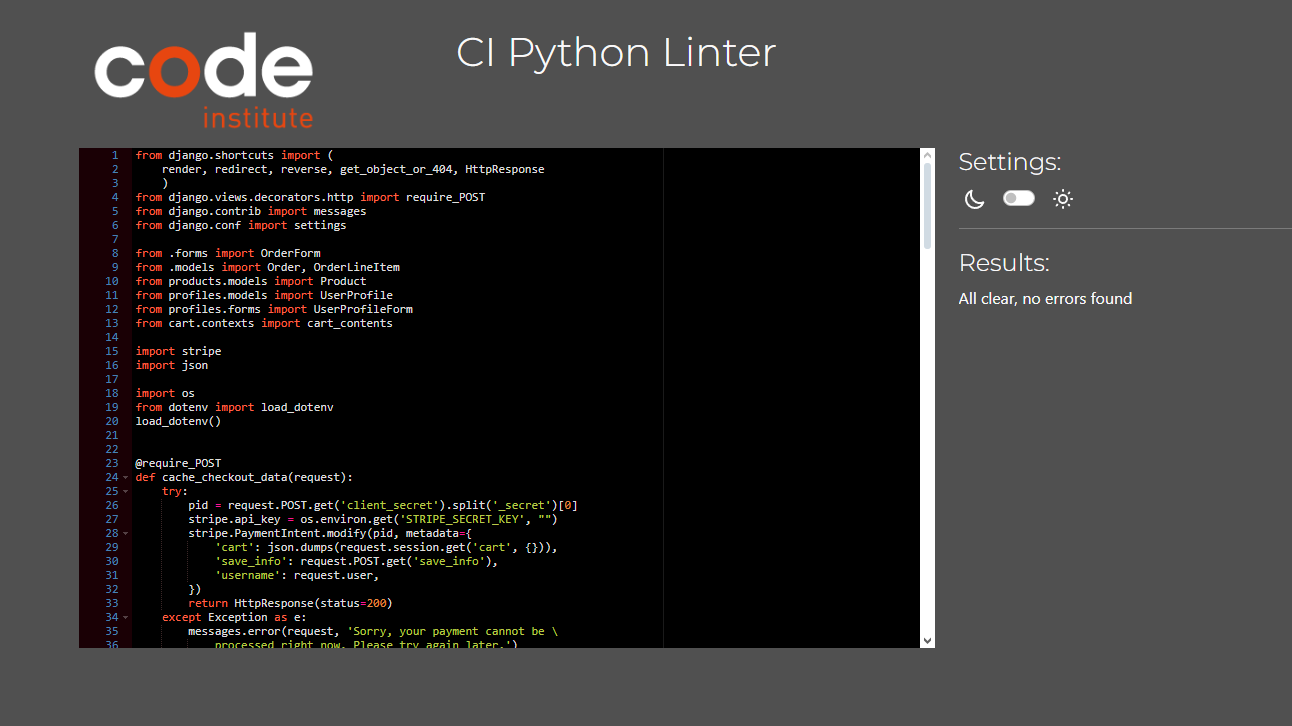 code
institute
CI Python Linter
1 from django.shortcuts import (
2     render, redirect, reverse, get_object_or_404, HttpResponse
3     )
4 from django.views.decorators.http import require_POST
5 from django.contrib import messages
6 from django.conf import settings
7
8 from .forms import OrderForm
9 from .models import Order, OrderLineItem
10 from products.models import Product
11 from profiles.models import UserProfile
12 from profiles.forms import UserProfileForm
13 from cart.contexts import cart_contents
14
15 import stripe
16 import json
17
18 import os
19 from dotenv import load_dotenv
20 load_dotenv()
21
22
23 @require_POST
24 def cache_checkout_data(request):
25     try:
26         pid = request.POST.get('client_secret').split('_secret')[0]
27         stripe.api_key = os.environ.get('STRIPE_SECRET_KEY', "")
28         stripe.PaymentIntent.modify(pid, metadata={
29             'cart': json.dumps(request.session.get('cart', {})),
30             'save_info': request.POST.get('save_info'),
31             'username': request.user,
32         })
33         return HttpResponse(status=200)
34     except Exception as e:
35         messages.error(request, 'Sorry, your payment cannot be \
36             processed right now. Please try again later.')
Settings:
Results:
All clear, no errors found